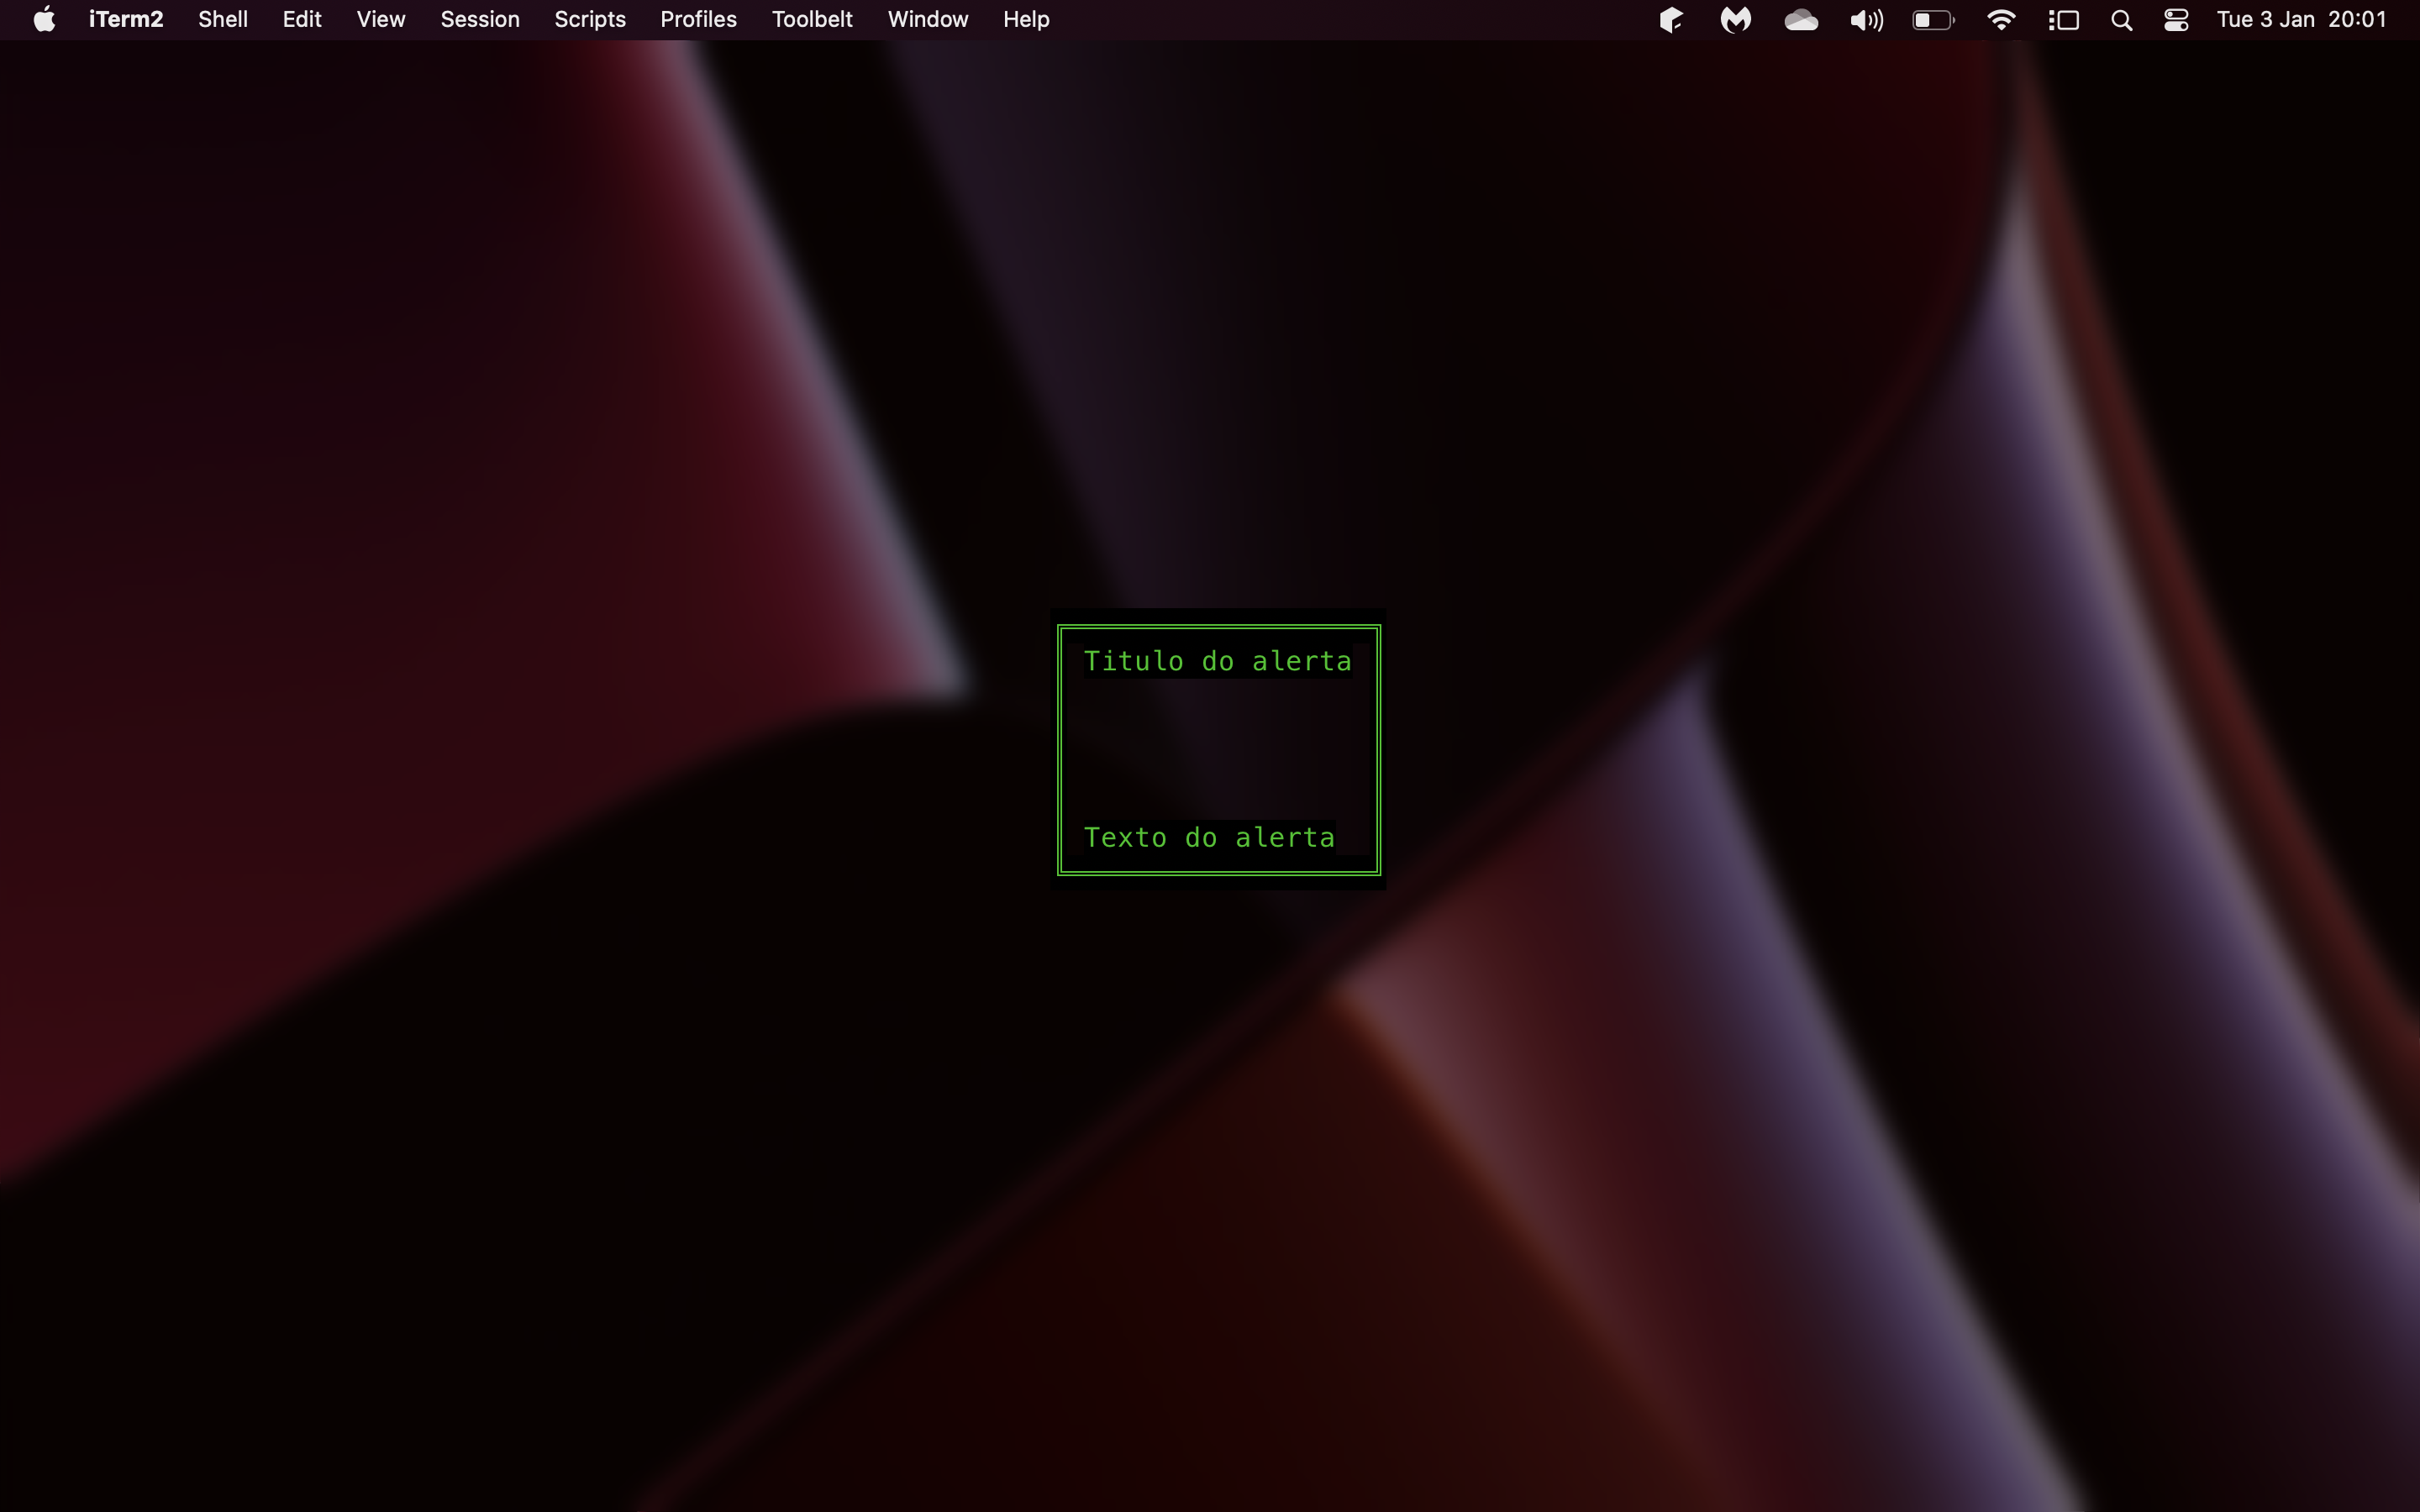 iTerm2 Shell Edit View Session Scripts Profiles Toolbelt Window Help Tue 3 Jan 20:01
Titulo do alerta
Texto do alerta